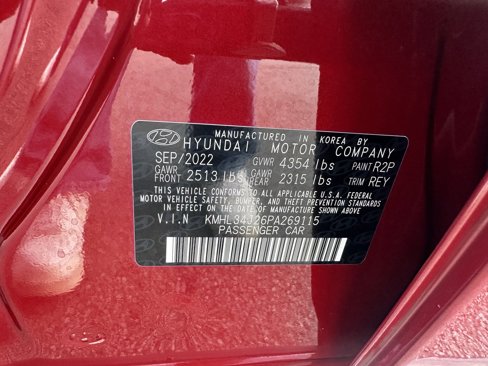 MANUFACTURED IN KOREA BY
HYUNDAI MOTOR COMPANY
SEP/2022 GVWR 4354 lbs PAINT R2P
GAWR FRONT 2513 lbs GAWR REAR 2315 lbs TRIM REY
THIS VEHICLE CONFORMS TO ALL APPLICABLE U.S.A. FEDERAL
MOTOR VEHICLE SAFETY, BUMPER, AND THEFT PREVENTION STANDARDS
IN EFFECT ON THE DATE OF MANUFACTURE SHOWN ABOVE
V.I.N KMHLS4J26PA269115
PASSENGER CAR